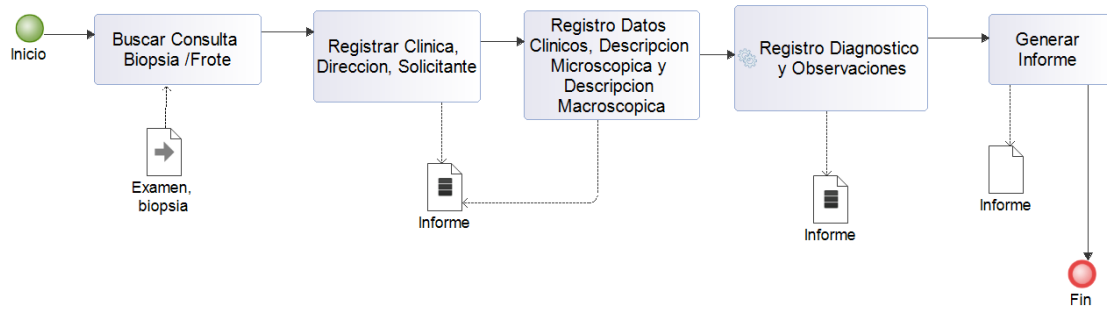 Inicio
Buscar Consulta
Biopsia /Frote
Registrar Clinica,
Direccion, Solicitante
Registro Datos
Clinicos, Descripcion
Microscopica y
Descripcion
Macroscopica
Registro Diagnostico
y Observaciones
Generar
Informe
Examen,
biopsia
Informe
Informe
Informe
Fin